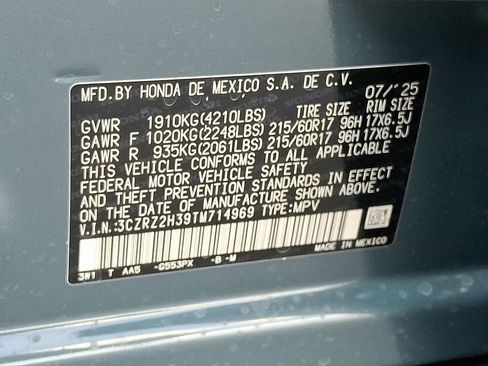 MFD.BY HONDA DE MEXICO S.A. DE C.V. 07/'25
GVWR 1910KG(4210LBS) RIM SIZE
GAWR F 1020KG(2248LBS) 215/60R17 96H 17X6.5J
GAWR R 935KG(2061LBS) 215/60R17 96H 17X6.5J
THIS VEHICLE CONFORMS TO ALL APPLICABLE
FEDERAL MOTOR VEHICLE SAFETY
AND THEFT PREVENTION STANDARDS IN EFFECT
ON THE DATE OF MANUFACTURE SHOWN ABOVE.
V.I.N.:3CZRZ2H39TM714969 TYPE:MPV
3W1 T AA5 -G553PX -B -M MADE IN MEXICO